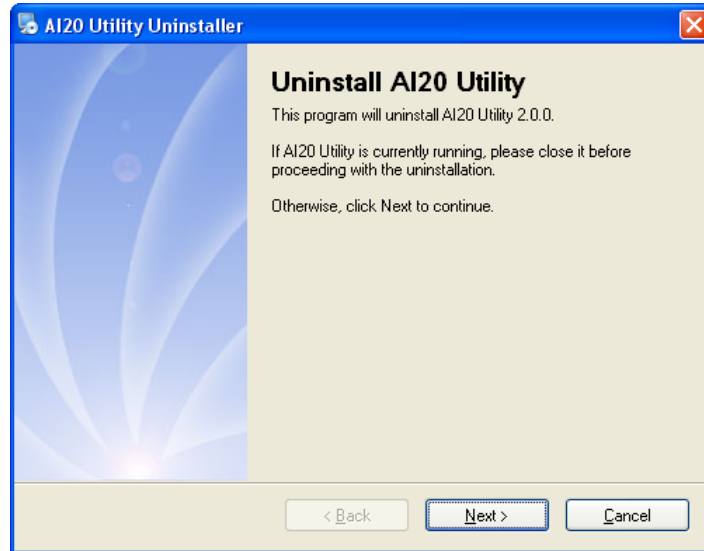 AI20 Utility Uninstaller
Uninstall AI20 Utility
This program will uninstall AI20 Utility 2.0.0.
If AI20 Utility is currently running, please close it before
proceeding with the uninstallation.
Otherwise, click Next to continue.
< Back
Next >
Cancel